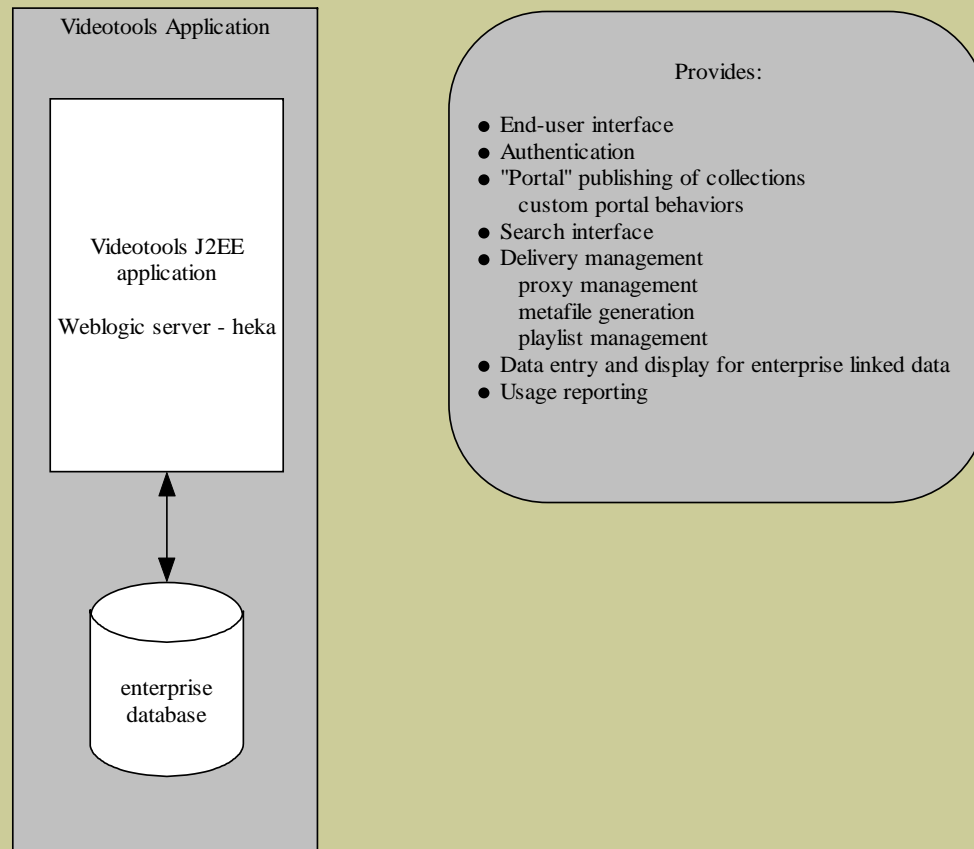 Videotools Application
Videotools J2EE
application
Weblogic server - heka
enterprise
database
Provides:
● End-user interface
● Authentication
● "Portal" publishing of collections
custom portal behaviors
● Search interface
● Delivery management
proxy management
metafile generation
playlist management
● Data entry and display for enterprise linked data
● Usage reporting